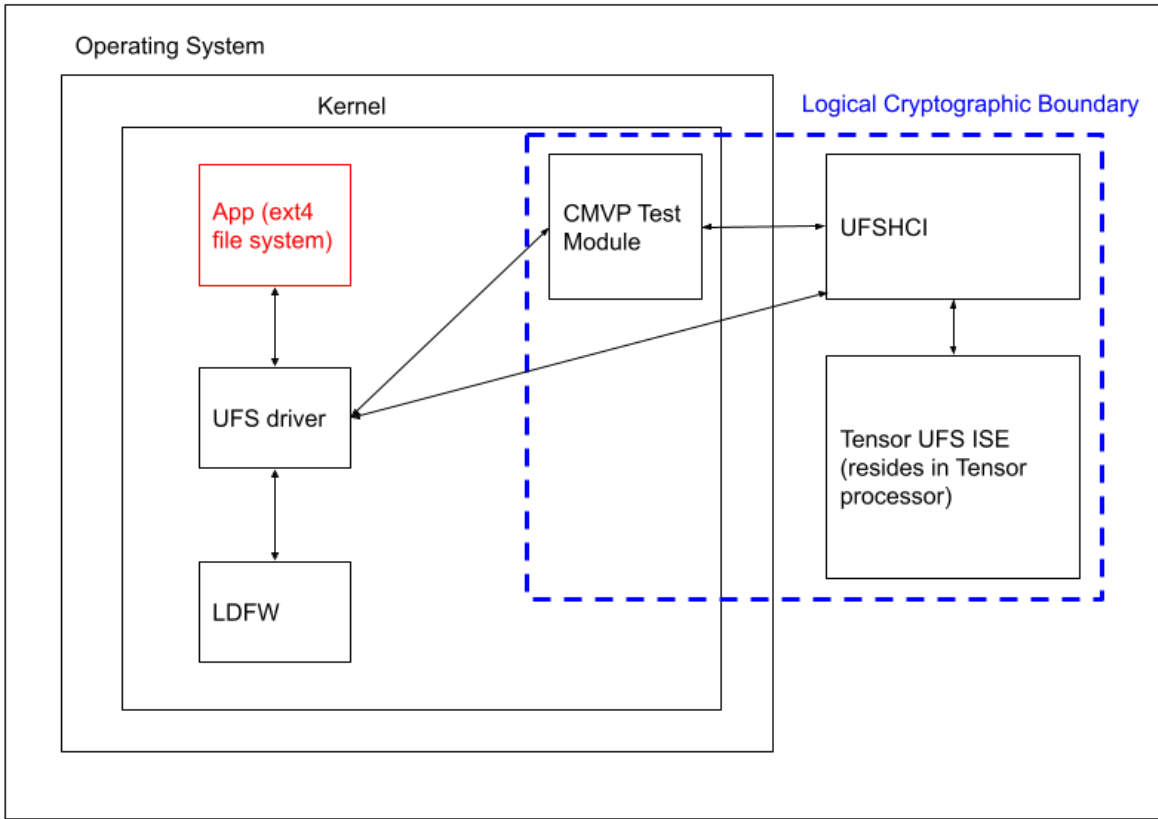 Operating System
Kernel
Logical Cryptographic Boundary
App (ext4
file system)
CMVP Test
Module
UFSHCI
UFS driver
Tensor UFS ISE
(resides in Tensor
processor)
LDFW